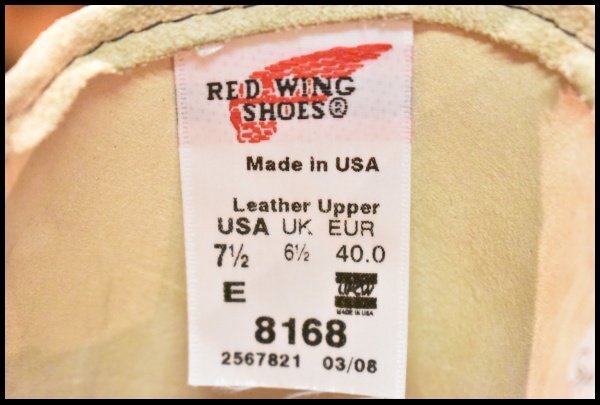 RED WING
SHOES®
Made in USA
Leather Upper
USA UK EUR
7½ 6½ 40.0
E
MADE IN USA
8168
2567821 03/08